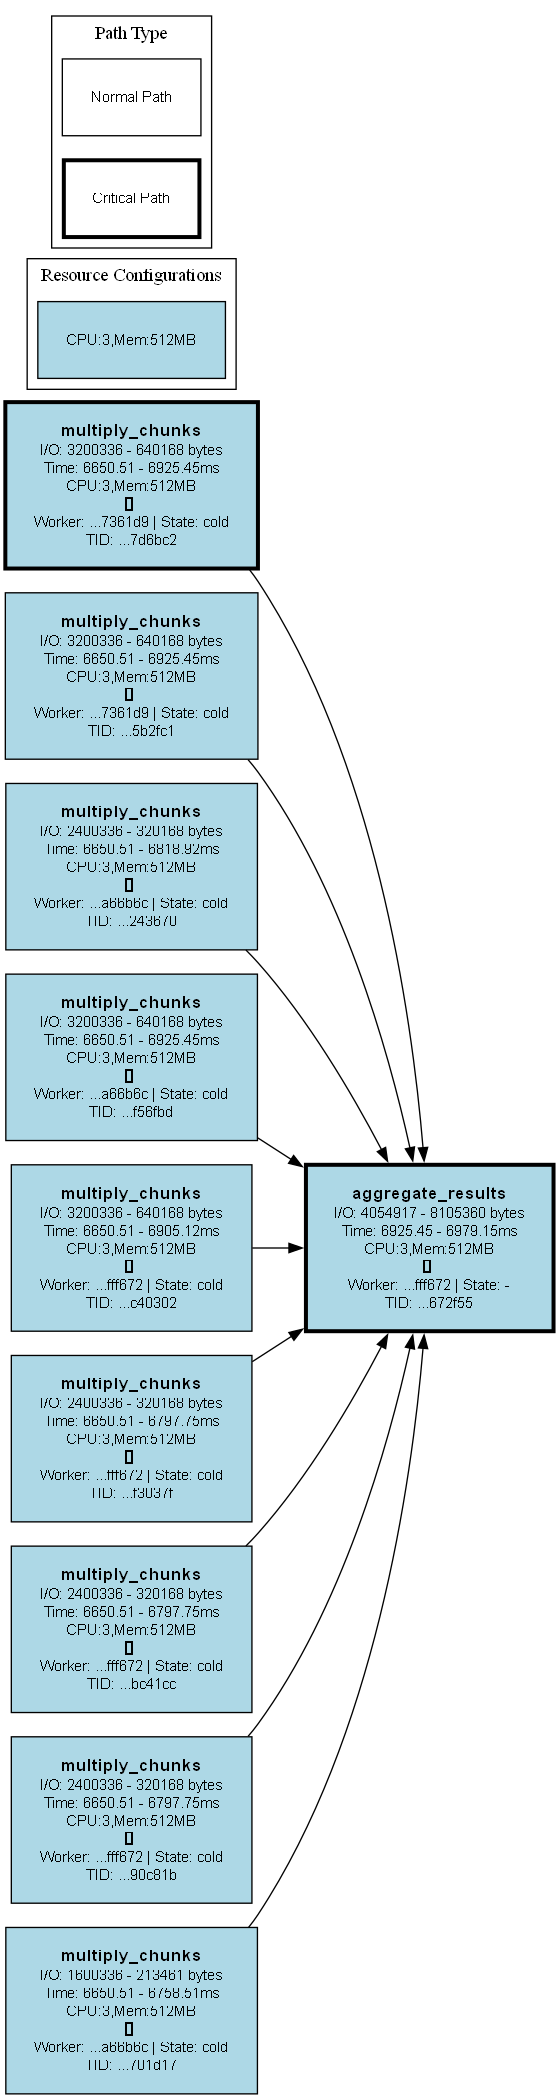 Path Type
Normal Path
Critical Path
Resource Configurations
CPU:3,Mem:512MB
multiply_chunks
I/O: 3200336 - 640168 bytes
Time: 6650.51 - 6925.45ms
CPU:3,Mem:512MB
[]
Worker: ...7361d9 | State: cold
TID: ...7d6bc2
multiply_chunks
I/O: 3200336 - 640168 bytes
Time: 6650.51 - 6925.45ms
CPU:3,Mem:512MB
[]
Worker: ...7361d9 | State: cold
TID: ...5b2fc1
multiply_chunks
I/O: 2400336 - 320168 bytes
Time: 6650.51 - 6818.92ms
CPU:3,Mem:512MB
[]
Worker: ...a66b6c | State: cold
TID: ...243670
multiply_chunks
I/O: 3200336 - 640168 bytes
Time: 6650.51 - 6925.45ms
CPU:3,Mem:512MB
[]
Worker: ...a66b6c | State: cold
TID: ...f56fbd
aggregate_results
I/O: 4054917 - 8105360 bytes
Time: 6925.45 - 6979.15ms
CPU:3,Mem:512MB
[]
Worker: ...fff672 | State: -
TID: ...672f55
multiply_chunks
I/O: 3200336 - 640168 bytes
Time: 6650.51 - 6905.12ms
CPU:3,Mem:512MB
[]
Worker: ...fff672 | State: cold
TID: ...c40302
multiply_chunks
I/O: 2400336 - 320168 bytes
Time: 6650.51 - 6797.75ms
CPU:3,Mem:512MB
[]
Worker: ...fff672 | State: cold
TID: ...f3037f
multiply_chunks
I/O: 2400336 - 320168 bytes
Time: 6650.51 - 6797.75ms
CPU:3,Mem:512MB
[]
Worker: ...fff672 | State: cold
TID: ...bc41cc
multiply_chunks
I/O: 2400336 - 320168 bytes
Time: 6650.51 - 6797.75ms
CPU:3,Mem:512MB
[]
Worker: ...fff672 | State: cold
TID: ...90c81b
multiply_chunks
I/O: 1600336 - 213461 bytes
Time: 6650.51 - 6758.51ms
CPU:3,Mem:512MB
[]
Worker: ...a66b6c | State: cold
TID: ...701d17